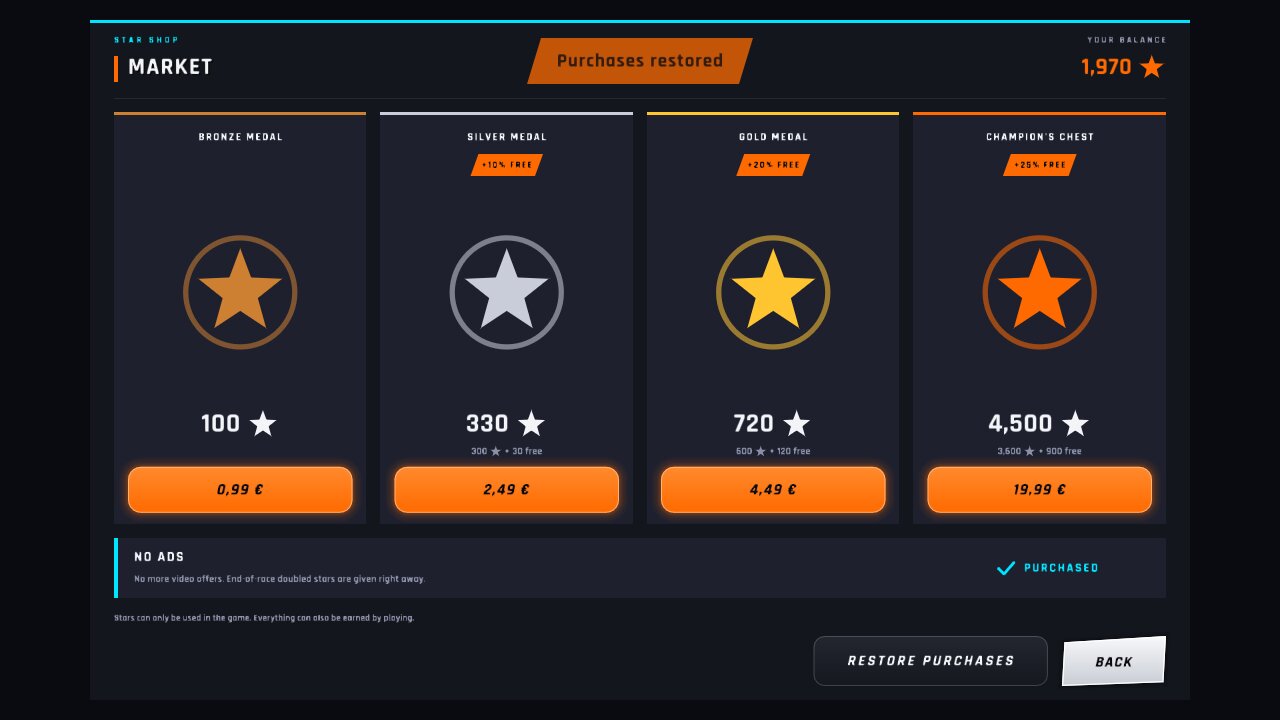 STAR SHOP
MARKET
Purchases restored
YOUR BALANCE
1,970
BRONZE MEDAL
100
0,99 €
SILVER MEDAL
+10% FREE
330
300 + 30 free
2,49 €
GOLD MEDAL
+20% FREE
720
600 + 120 free
4,49 €
CHAMPION'S CHEST
+25% FREE
4,500
3,600 + 900 free
19,99 €
NO ADS
No more video offers. End-of-race doubled stars are given right away.
PURCHASED
Stars can only be used in the game. Everything can also be earned by playing.
RESTORE PURCHASES
BACK